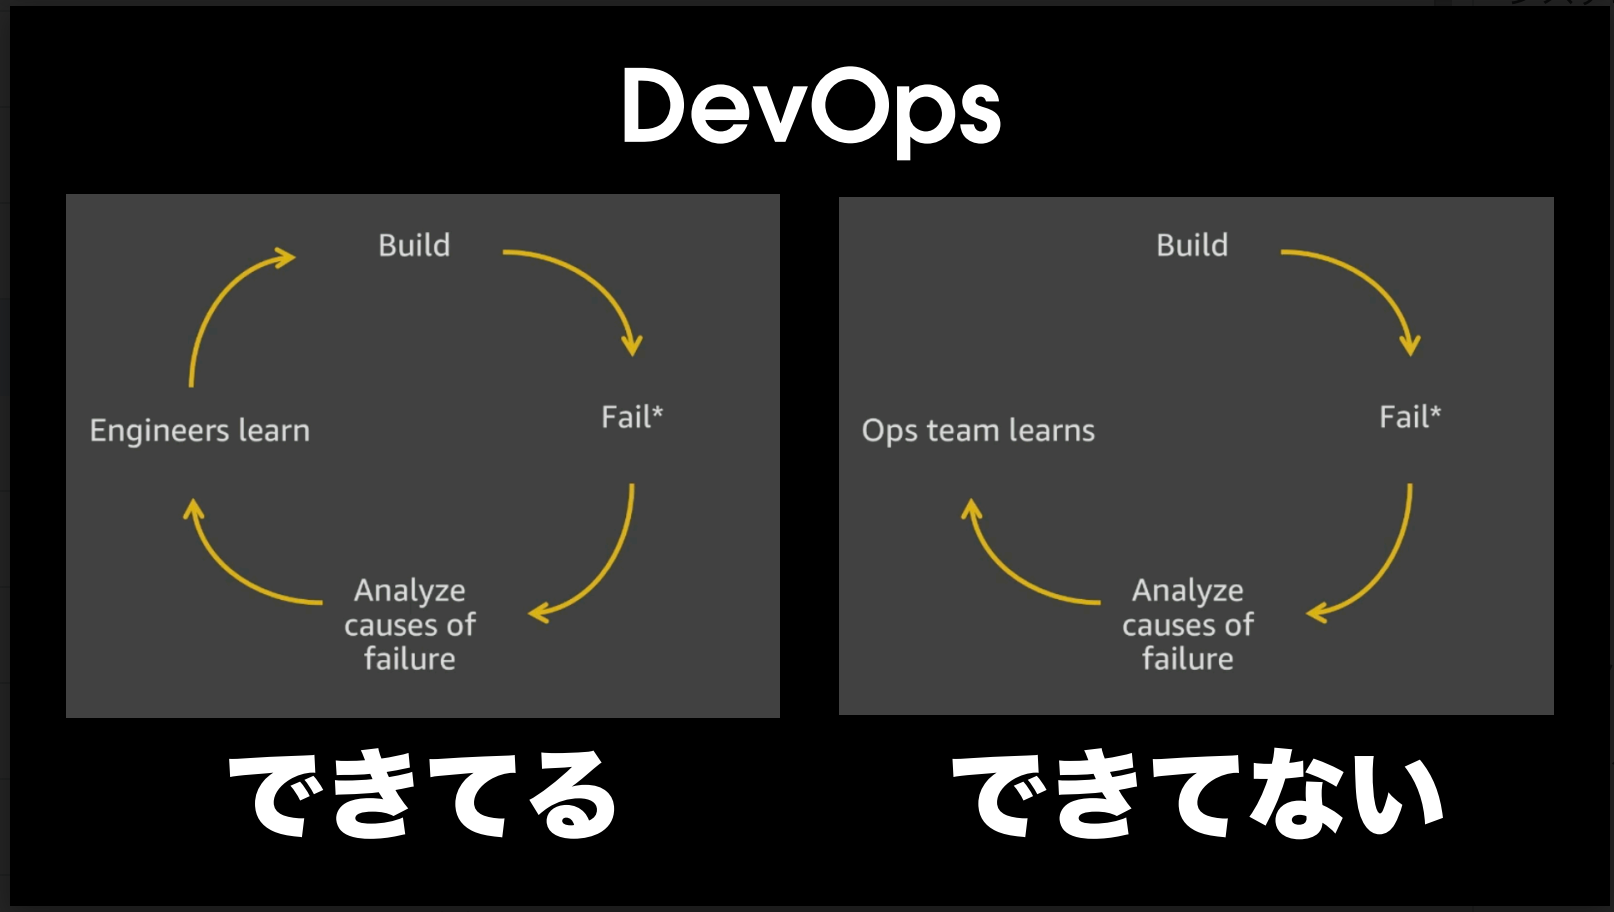 DevOps
Build
Fail*
Analyze
causes of
failure
Engineers learn
できてる
Build
Fail*
Analyze
causes of
failure
Ops team learns
できてない